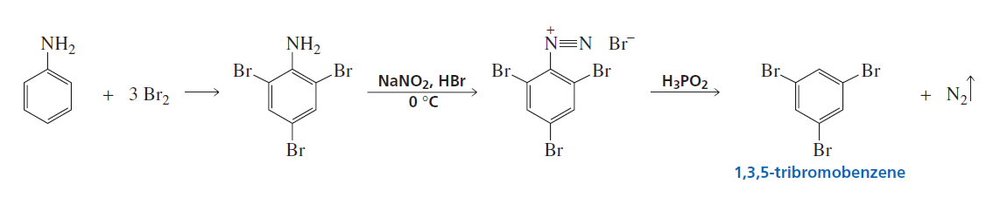 NH₂
+ 3 Br₂
NH₂
Br
Br
Br
NaNO₂, HBr
0 °C
+
N≡N Br⁻
Br
Br
Br
H₃PO₂
Br
Br
Br
+ N₂↑
1,3,5-tribromobenzene